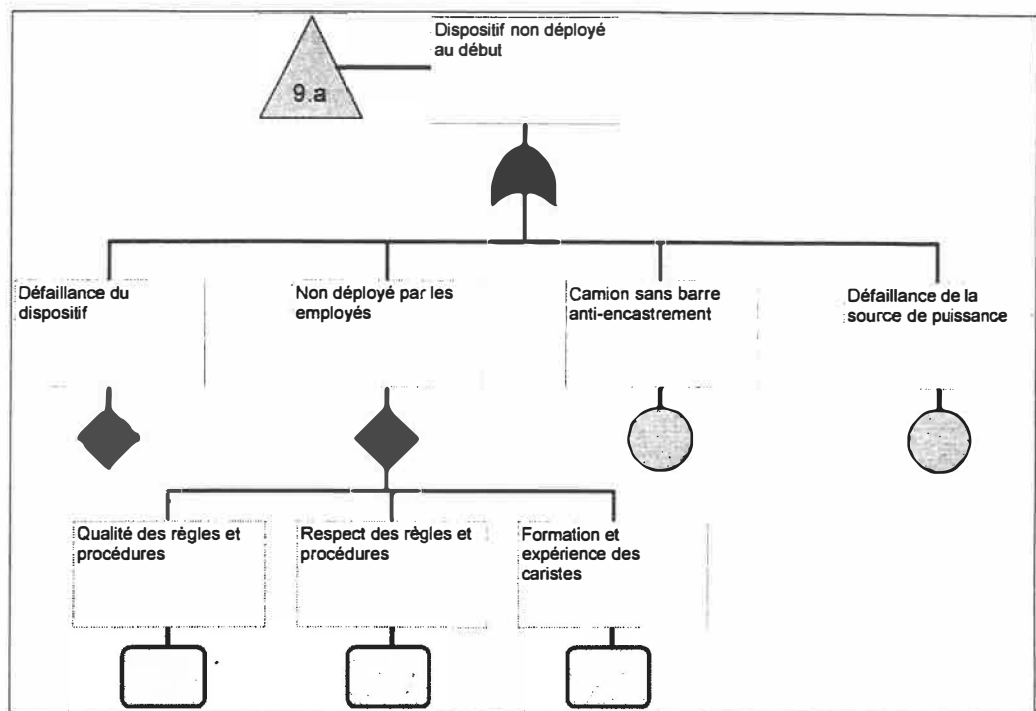 Dispositif non déployé
au début
9.a
Défaillance du
dispositif
Non déployé par les
employés
Camion sans barre
anti-encastrement
Défaillance de la
source de puissance
Qualité des règles et
procédures
Respect des règles et
procédures
Formation et
expérience des
caristes